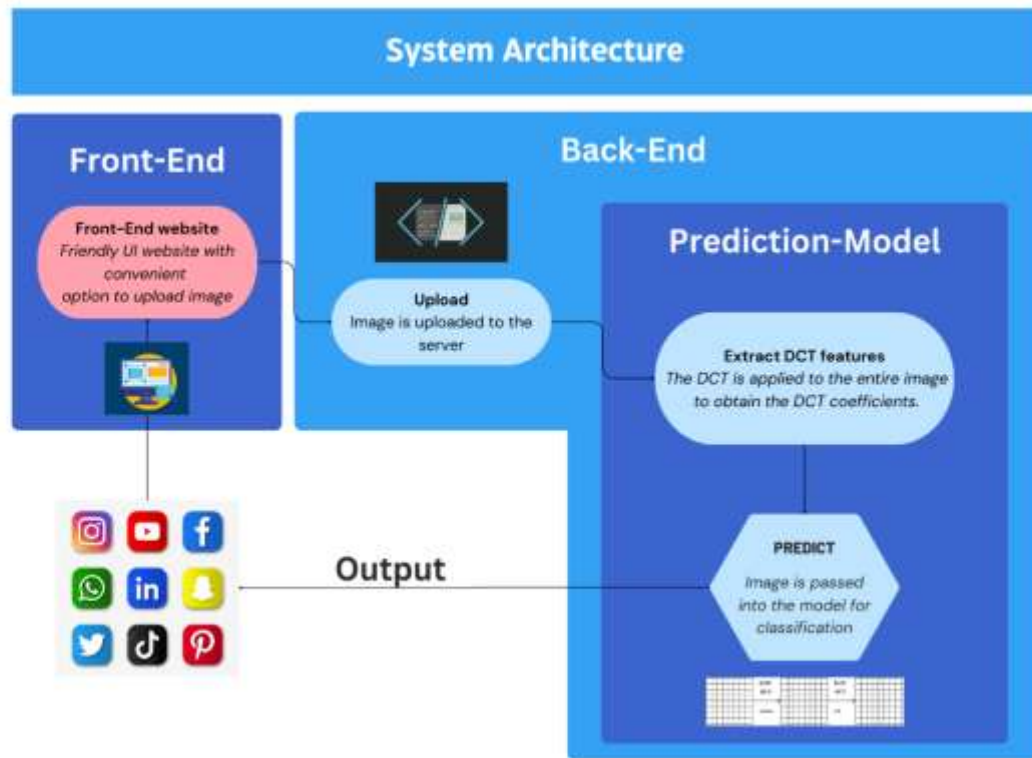 System Architecture
Front-End
Back-End
Front-End website
Friendly UI website with
convenient
option to upload image
Upload
Image is uploaded to the
server
Prediction-Model
Extract DCT features
The DCT is applied to the entire image
to obtain the DCT coefficients.
PREDICT
Image is passed
into the model for
classification
Output
in